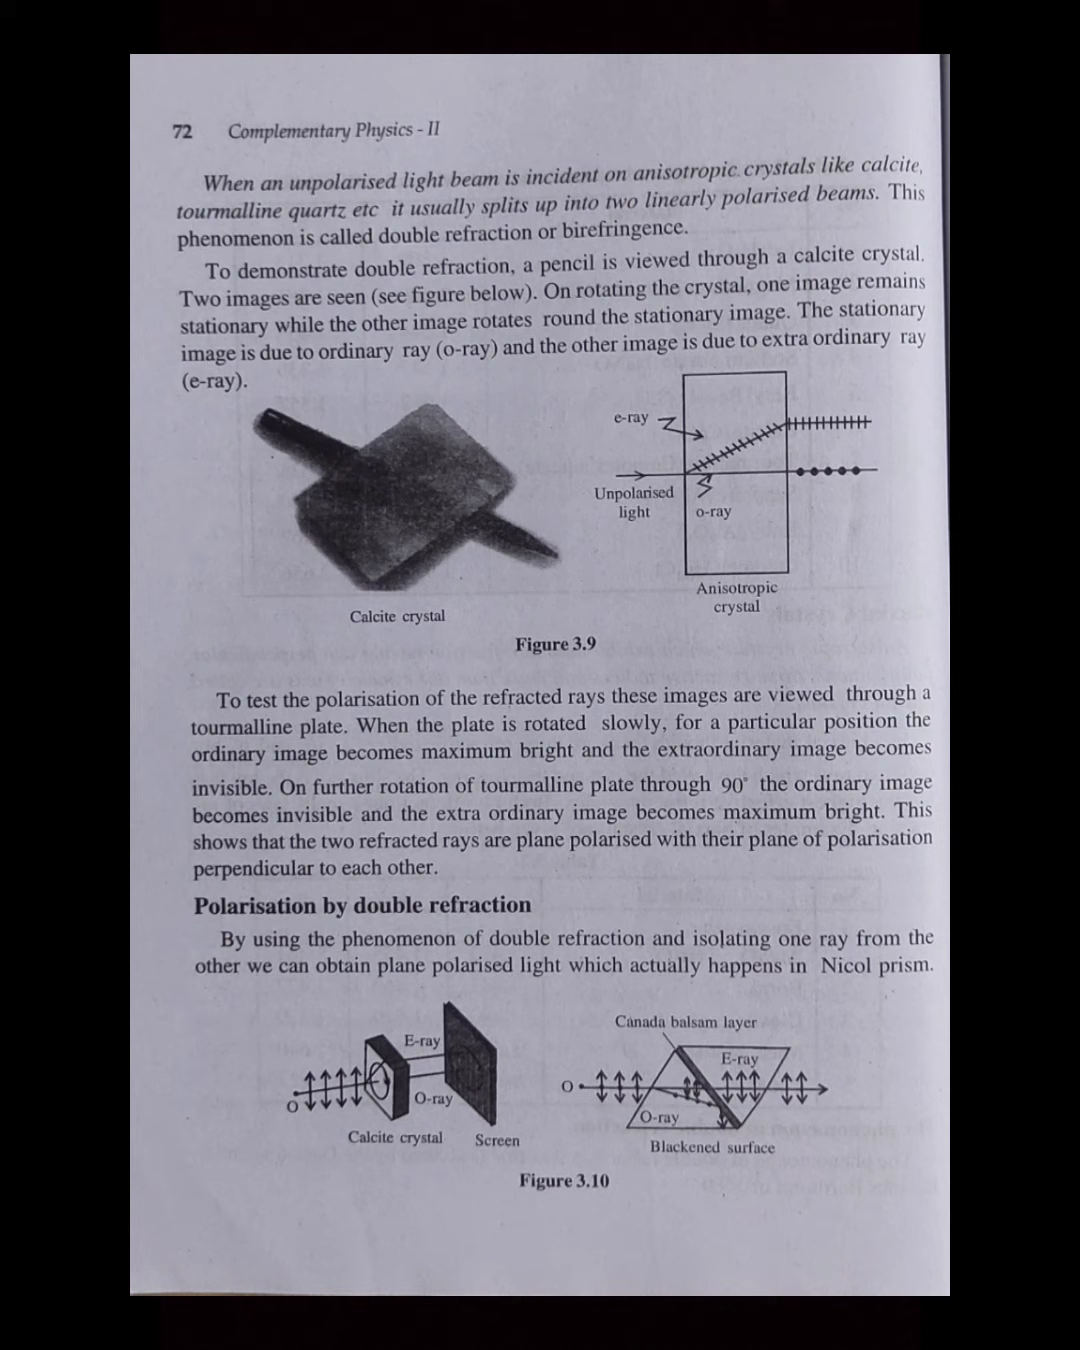 72 Complementary Physics - II
When an unpolarised light beam is incident on anisotropic crystals like calcite,
tourmalline quartz etc it usually splits up into two linearly polarised beams. This
phenomenon is called double refraction or birefringence.
To demonstrate double refraction, a pencil is viewed through a calcite crystal.
Two images are seen (see figure below). On rotating the crystal, one image remains
stationary while the other image rotates round the stationary image. The stationary
image is due to ordinary ray (o-ray) and the other image is due to extra ordinary ray
(e-ray).
e-ray
Unpolarised
light
o-ray
Anisotropic
crystal
Calcite crystal
Figure 3.9
To test the polarisation of the refracted rays these images are viewed through a
tourmalline plate. When the plate is rotated slowly, for a particular position the
ordinary image becomes maximum bright and the extraordinary image becomes
invisible. On further rotation of tourmalline plate through 90° the ordinary image
becomes invisible and the extra ordinary image becomes maximum bright. This
shows that the two refracted rays are plane polarised with their plane of polarisation
perpendicular to each other.
Polarisation by double refraction
By using the phenomenon of double refraction and isolating one ray from the
other we can obtain plane polarised light which actually happens in Nicol prism.
E-ray
O
O-ray
Calcite crystal
Screen
Canada balsam layer
E-ray
O
O-ray
Blackened surface
Figure 3.10